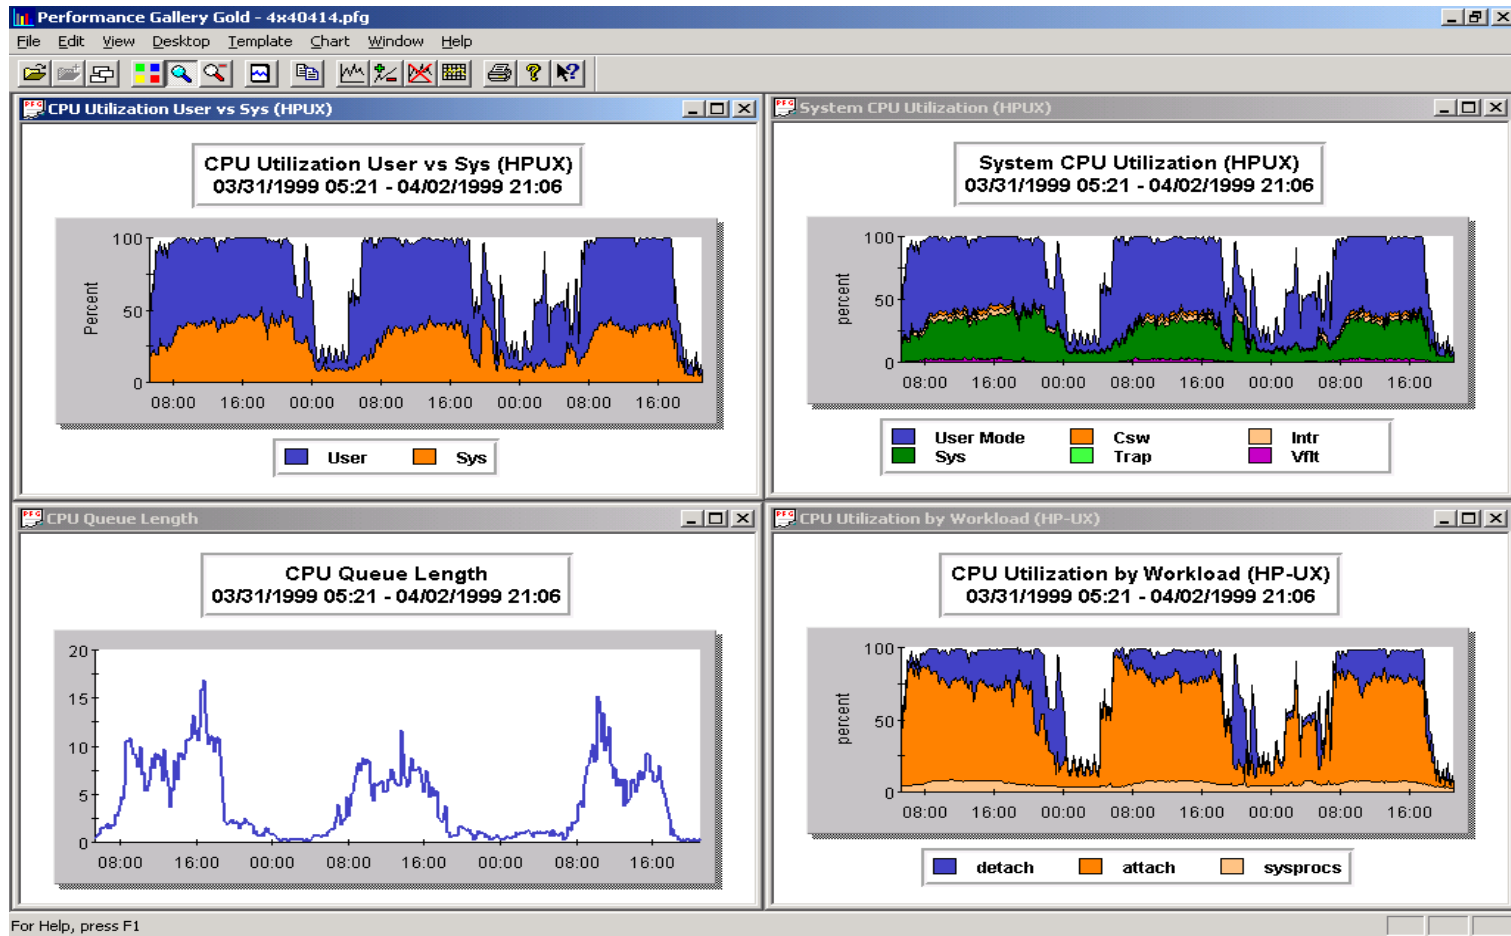 Performance Gallery Gold - 4x40414.pfg
File Edit View Desktop Template Chart Window Help
CPU Utilization User vs Sys (HPUX)
CPU Utilization User vs Sys (HPUX)
03/31/1999 05:21 - 04/02/1999 21:06
Percent
100
50
0
08:00 16:00 00:00 08:00 16:00 00:00 08:00 16:00
User Sys
System CPU Utilization (HPUX)
System CPU Utilization (HPUX)
03/31/1999 05:21 - 04/02/1999 21:06
percent
100
50
0
08:00 16:00 00:00 08:00 16:00 00:00 08:00 16:00
User Mode Csw Intr
Sys Trap Vflt
CPU Queue Length
CPU Queue Length
03/31/1999 05:21 - 04/02/1999 21:06
20
15
10
5
0
08:00 16:00 00:00 08:00 16:00 00:00 08:00 16:00
CPU Utilization by Workload (HP-UX)
CPU Utilization by Workload (HP-UX)
03/31/1999 05:21 - 04/02/1999 21:06
percent
100
50
0
08:00 16:00 00:00 08:00 16:00 00:00 08:00 16:00
detach attach sysprocs
For Help, press F1